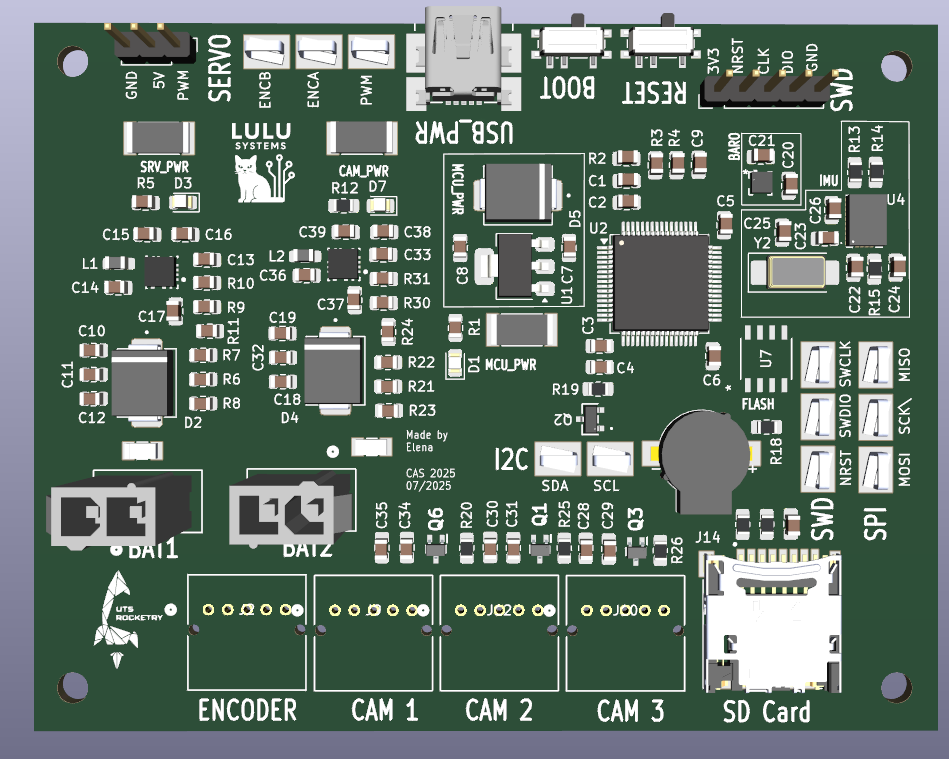 GND
5V
PWM
SERVO
ENCB
ENCA
PWM
USB_PWR
BOOT
RESET
3V3
NRST
CLK
DIO
GND
SWD
SRV_PWR
R5
D3
LULU
SYSTEMS
CAM_PWR
R12
D7
MCU_PWR
D5
C8
U1
C7
R2
C1
C2
R3
R4
C9
U2
BARO
C21
C20
IMU
R13
R14
U4
C5
C25
C23
C26
Y2
C22
R15
C24
C15
C16
L1
C14
C13
R10
C17
R9
R11
C10
C11
C12
R7
R6
R8
D2
C39
C38
L2
C36
C33
R31
C37
R30
C19
R24
C32
C18
D4
R22
R21
R23
R1
D1
MCU_PWR
C3
C4
R19
Q2
C6
U7
FLASH
R18
SWCLK
MISO
SWDIO
SCK\
NRST
MOSI
SWD
SPI
Made by
Elena
CAS 2025
07/2025
I2C
SDA
SCL
BAT1
BAT2
C35
C34
Q6
R20
C30
C31
Q1
R25
C28
C29
Q3
R26
J14
UTS
ROCKETRY
ENCODER
CAM 1
CAM 2
CAM 3
SD Card